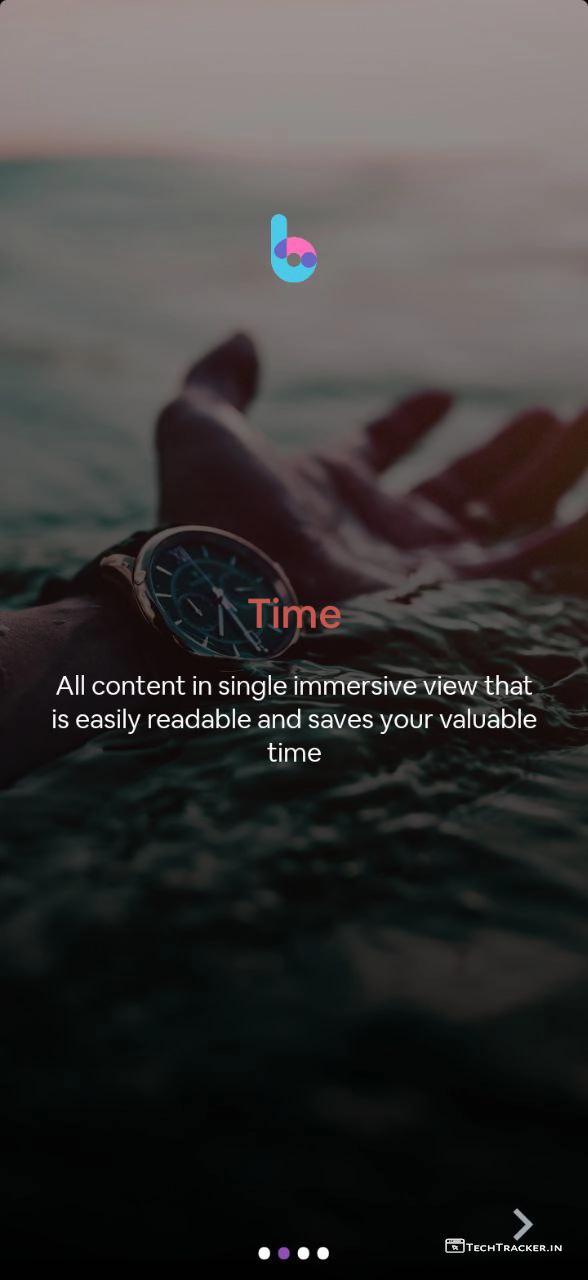 Time
All content in single immersive view that
is easily readable and saves your valuable
time
TECHTRACKER.IN